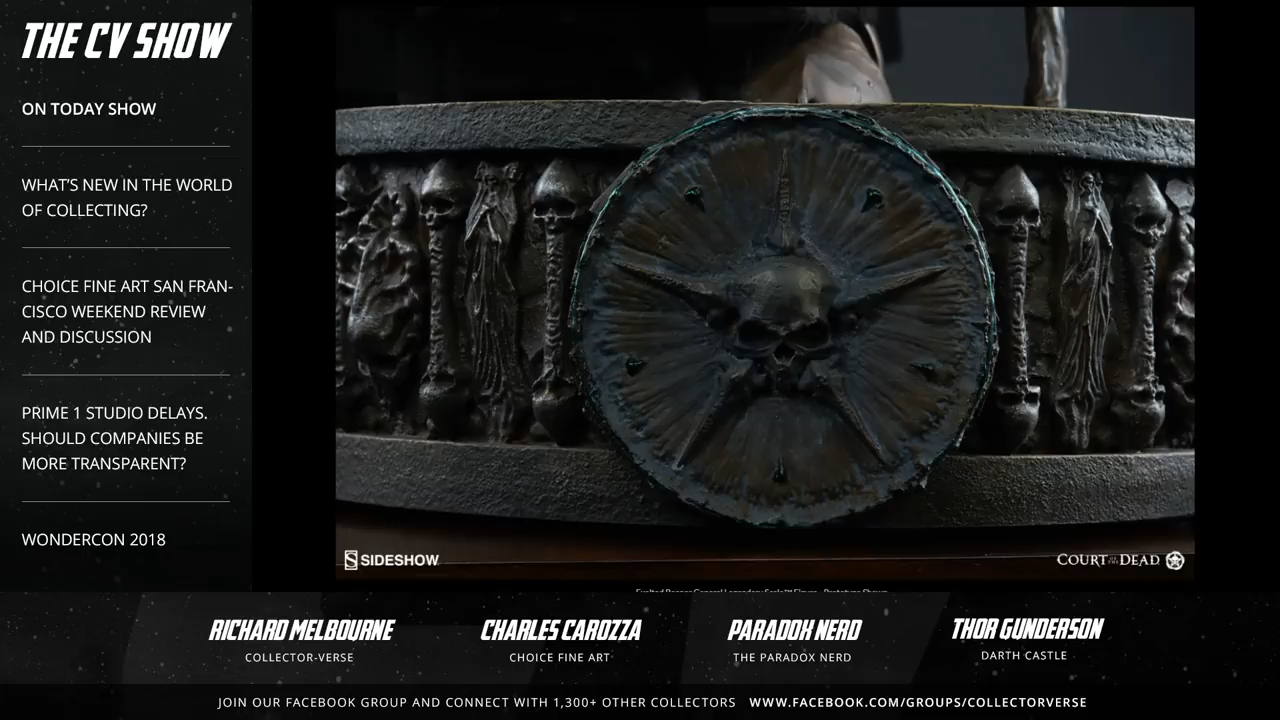 THE CV SHOW
ON TODAY SHOW
WHAT'S NEW IN THE WORLD
OF COLLECTING?
CHOICE FINE ART SAN FRAN-
CISCO WEEKEND REVIEW
AND DISCUSSION
PRIME 1 STUDIO DELAYS.
SHOULD COMPANIES BE
MORE TRANSPARENT?
WONDERCON 2018
SIDESHOW
COURT OF THE DEAD
RICHARD MELBOURNE
COLLECTOR-VERSE
CHARLES CAROZZA
CHOICE FINE ART
PARADOX NERD
THE PARADOX NERD
THOR GUNDERSON
DARTH CASTLE
JOIN OUR FACEBOOK GROUP AND CONNECT WITH 1,300+ OTHER COLLECTORS WWW.FACEBOOK.COM/GROUPS/COLLECTORVERSE